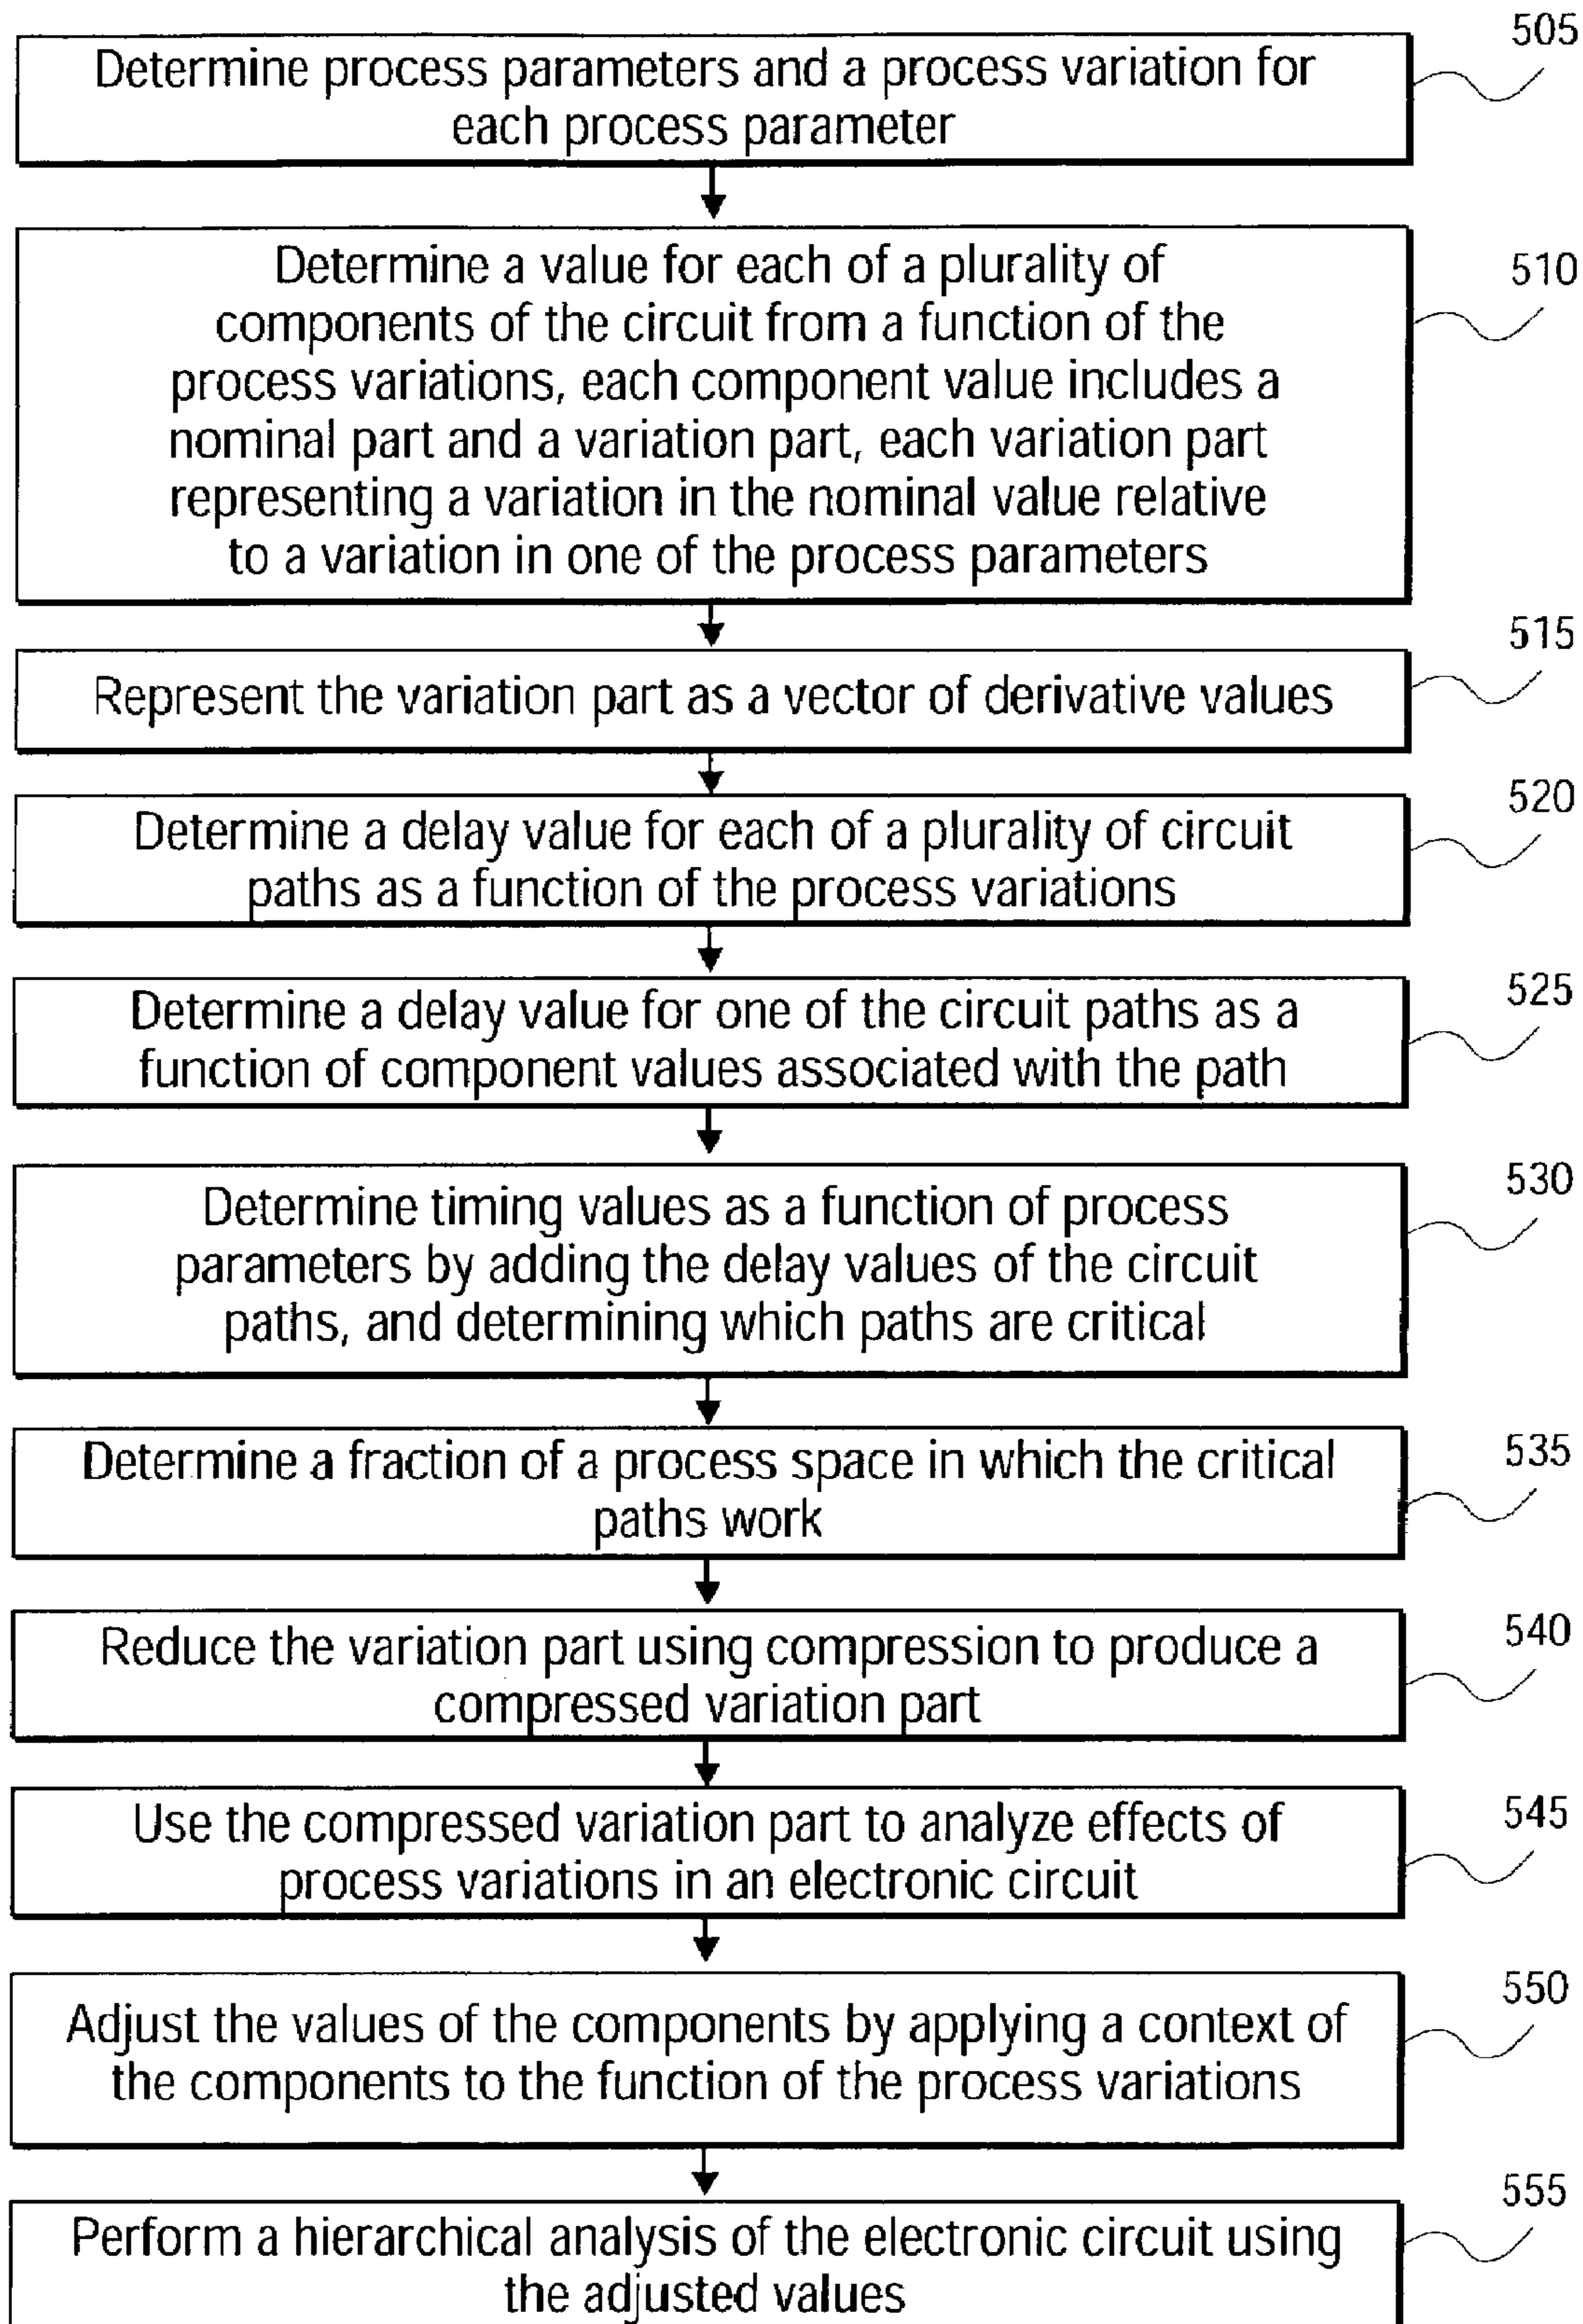 505
Determine process parameters and a process variation for
each process parameter
510
Determine a value for each of a plurality of
components of the circuit from a function of the
process variations, each component value includes a
nominal part and a variation part, each variation part
representing a variation in the nominal value relative
to a variation in one of the process parameters
515
Represent the variation part as a vector of derivative values
520
Determine a delay value for each of a plurality of circuit
paths as a function of the process variations
525
Determine a delay value for one of the circuit paths as a
function of component values associated with the path
530
Determine timing values as a function of process
parameters by adding the delay values of the circuit
paths, and determining which paths are critical
535
Determine a fraction of a process space in which the critical
paths work
540
Reduce the variation part using compression to produce a
compressed variation part
545
Use the compressed variation part to analyze effects of
process variations in an electronic circuit
550
Adjust the values of the components by applying a context of
the components to the function of the process variations
555
Perform a hierarchical analysis of the electronic circuit using
the adjusted values